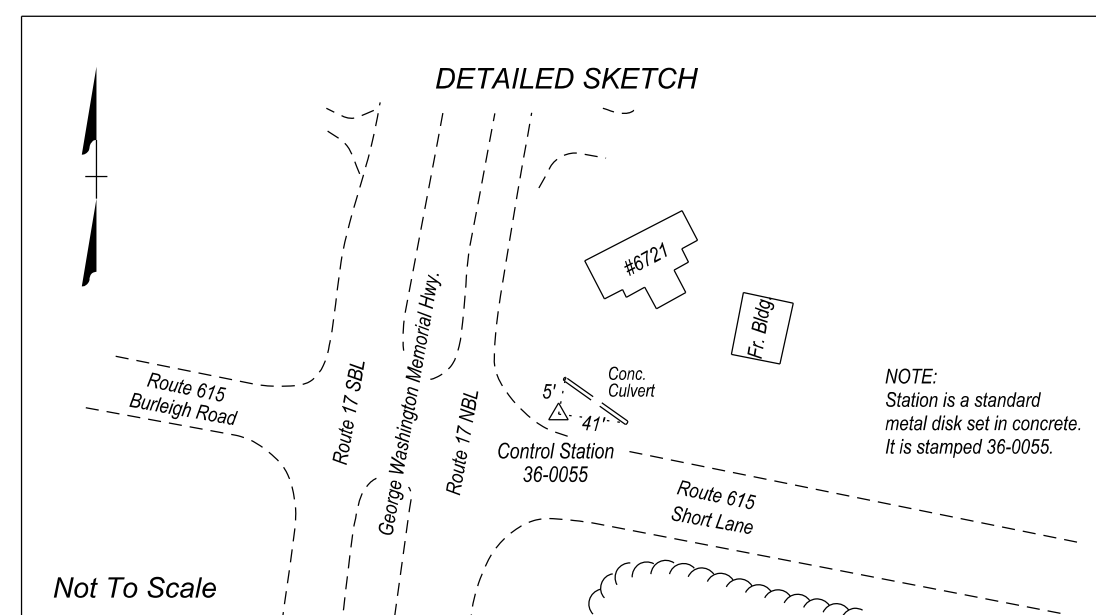 DETAILED SKETCH
#6721
Fr. Bldg
George Washington Memorial Hwy.
Route 17 SBL
Route 17 NBL
Route 615
Burleigh Road
Conc.
Culvert
5'
41'
Control Station
36-0055
NOTE:
Station is a standard
metal disk set in concrete.
It is stamped 36-0055.
Route 615
Short Lane
Not To Scale